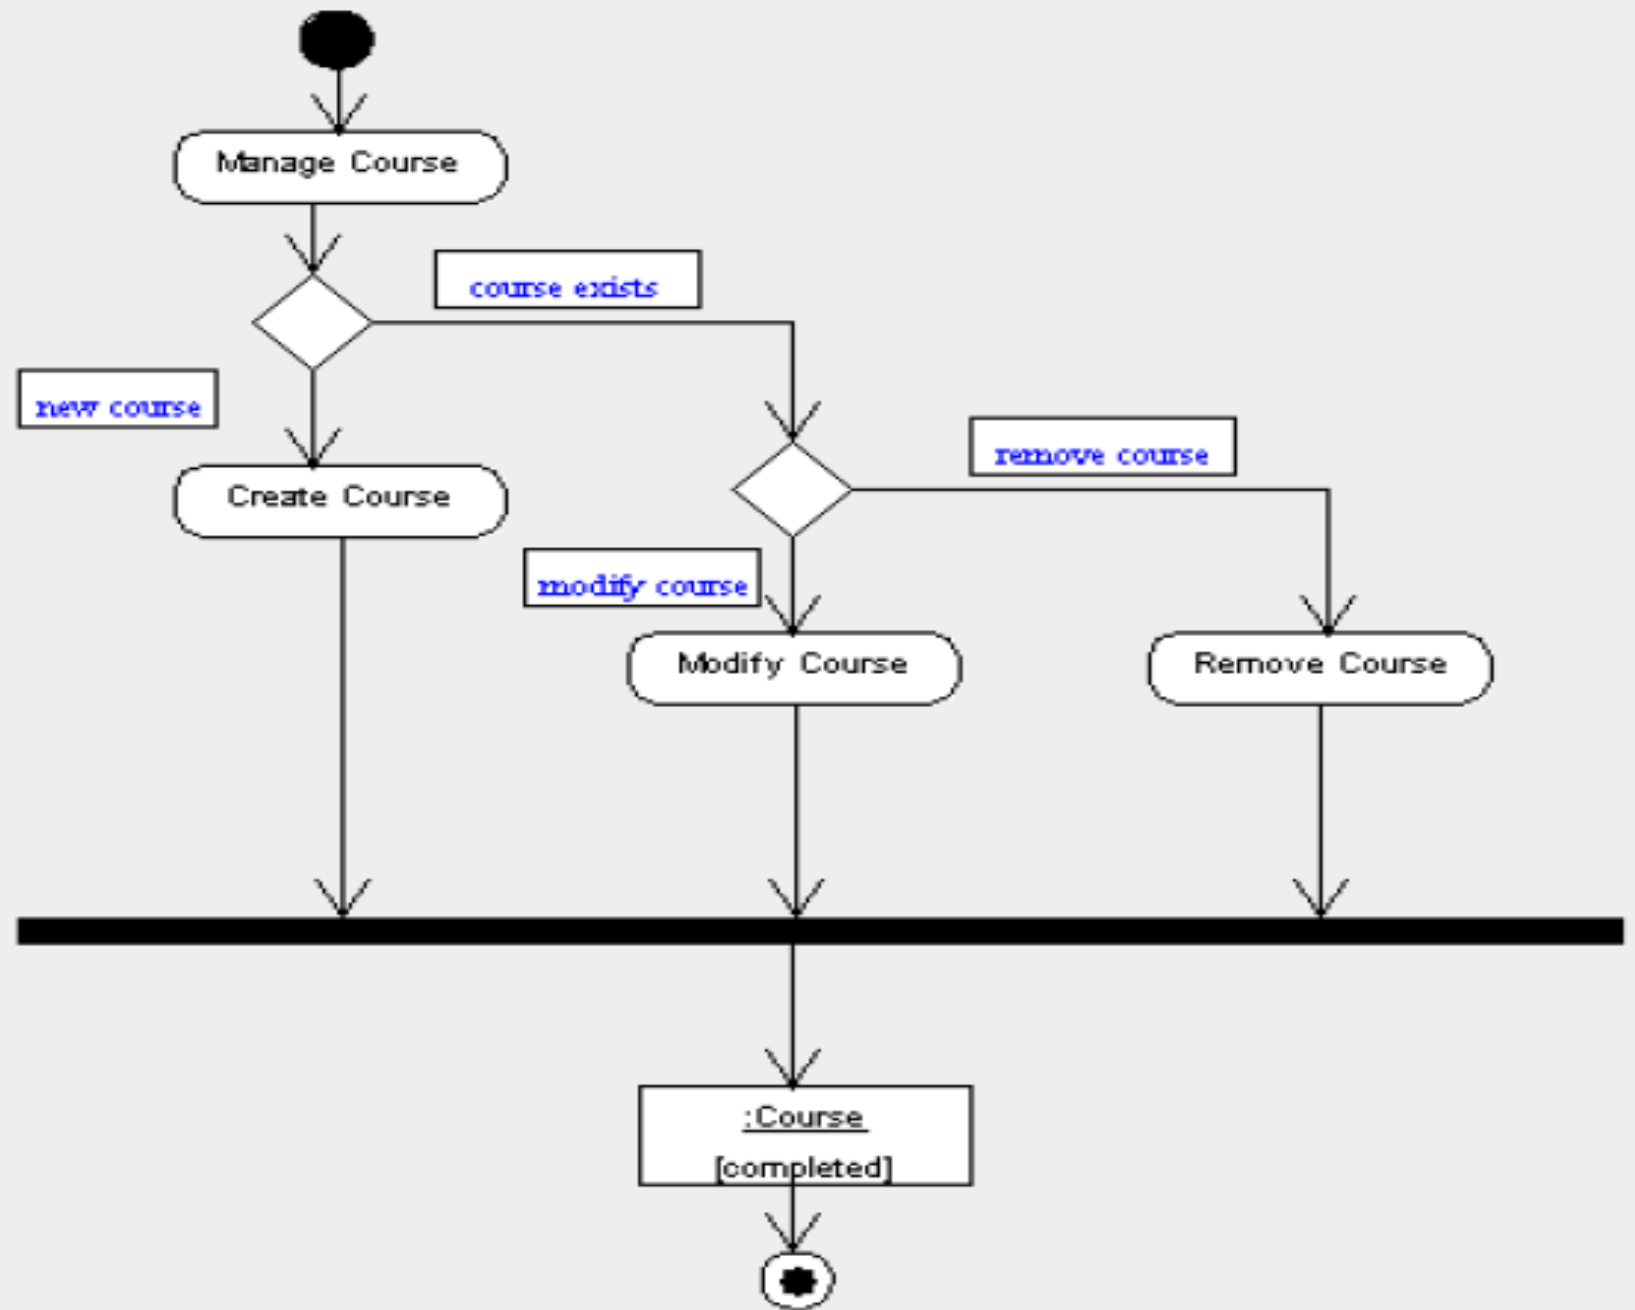 Manage Course
course exists
new course
remove course
Create Course
modify course
Modify Course
Remove Course
:Course
[completed]